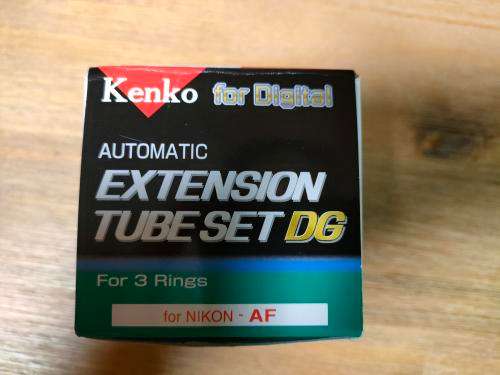 Kenko for Digital
AUTOMATIC
EXTENSION
TUBE SET DG
For 3 Rings
for NIKON - AF